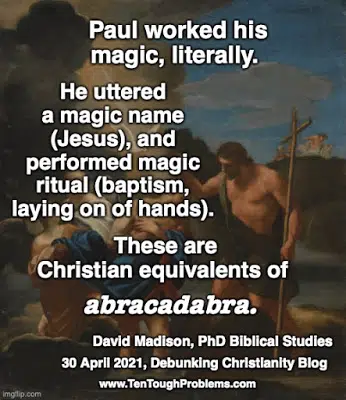 Paul worked his
magic, literally.
He uttered
a magic name
(Jesus), and
performed magic
ritual (baptism,
laying on of hands).
These are
Christian equivalents of
abracadabra.
David Madison, PhD Biblical Studies
30 April 2021, Debunking Christianity Blog
www.TenToughProblems.com
imgflip.com